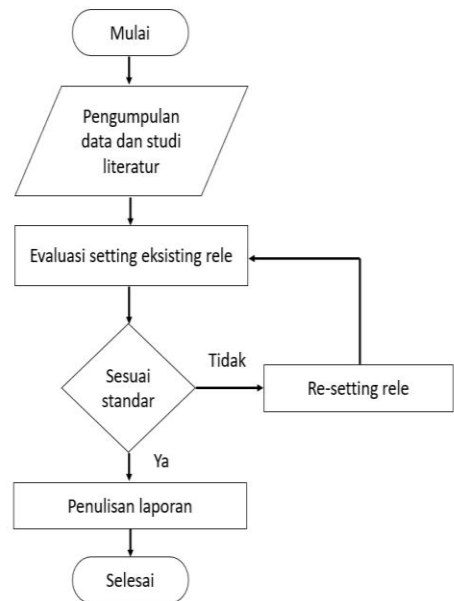 Mulai
Pengumpulan
data dan studi
literatur
Evaluasi setting eksisting rele
Sesuai
standar
Tidak
Re-setting rele
Ya
Penulisan laporan
Selesai